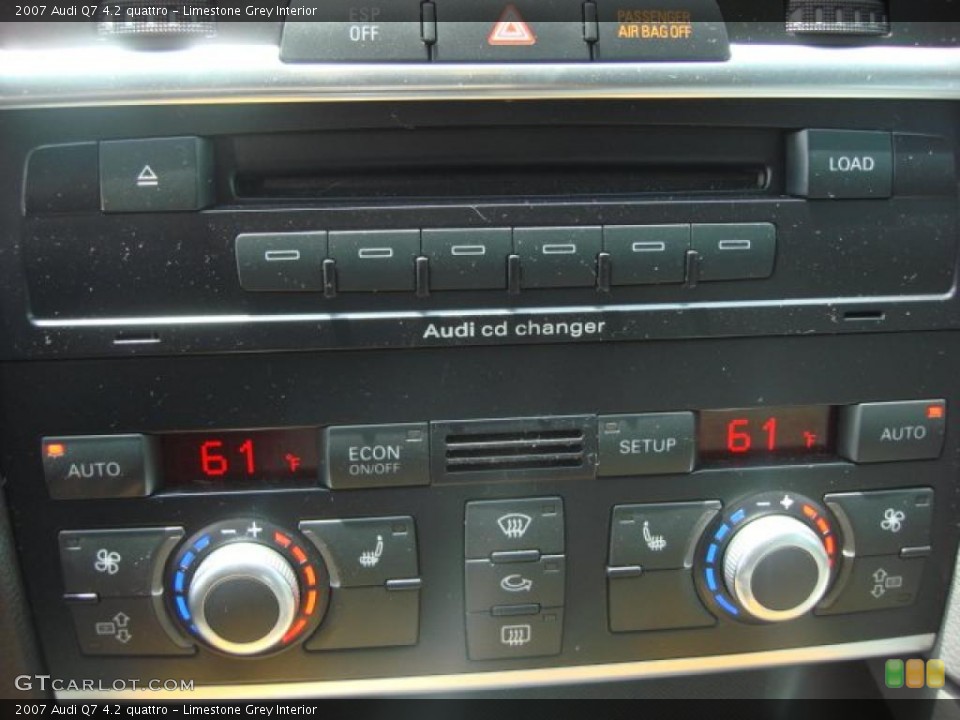 2007 Audi Q7 4.2 quattro – Limestone Grey Interior
ESP
OFF
PASSENGER
AIR BAG OFF
LOAD
Audi cd changer
AUTO
61 °F
ECON
ON/OFF
SETUP
61 °F
AUTO
GTCARLOT.COM
2007 Audi Q7 4.2 quattro – Limestone Grey Interior